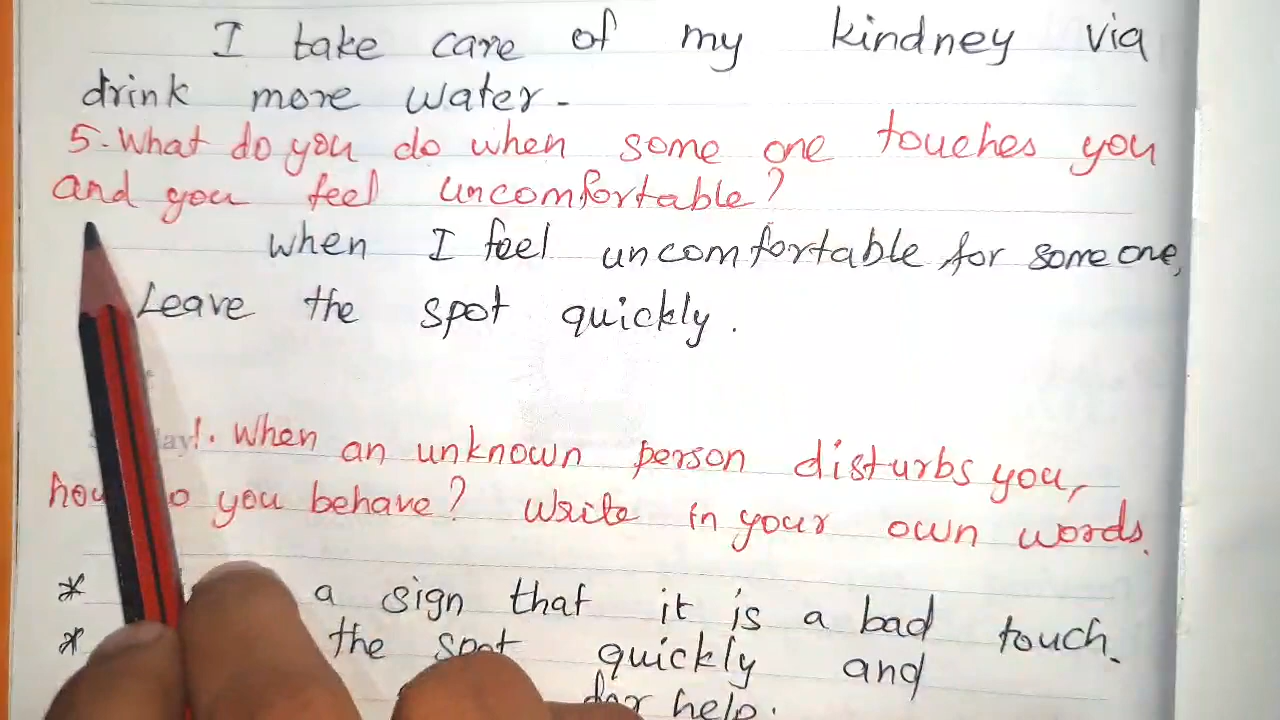 I take care of my kindney via
drink more water.
5. What do you do when some one touches you
and you feel uncomfortable?
when I feel uncomfortable for some one,
Leave the spot quickly.
1. When an unknown person disturbs you,
you behave? Write in your own words.
* a sign that it is a bad touch.
* the spot quickly and
for help.